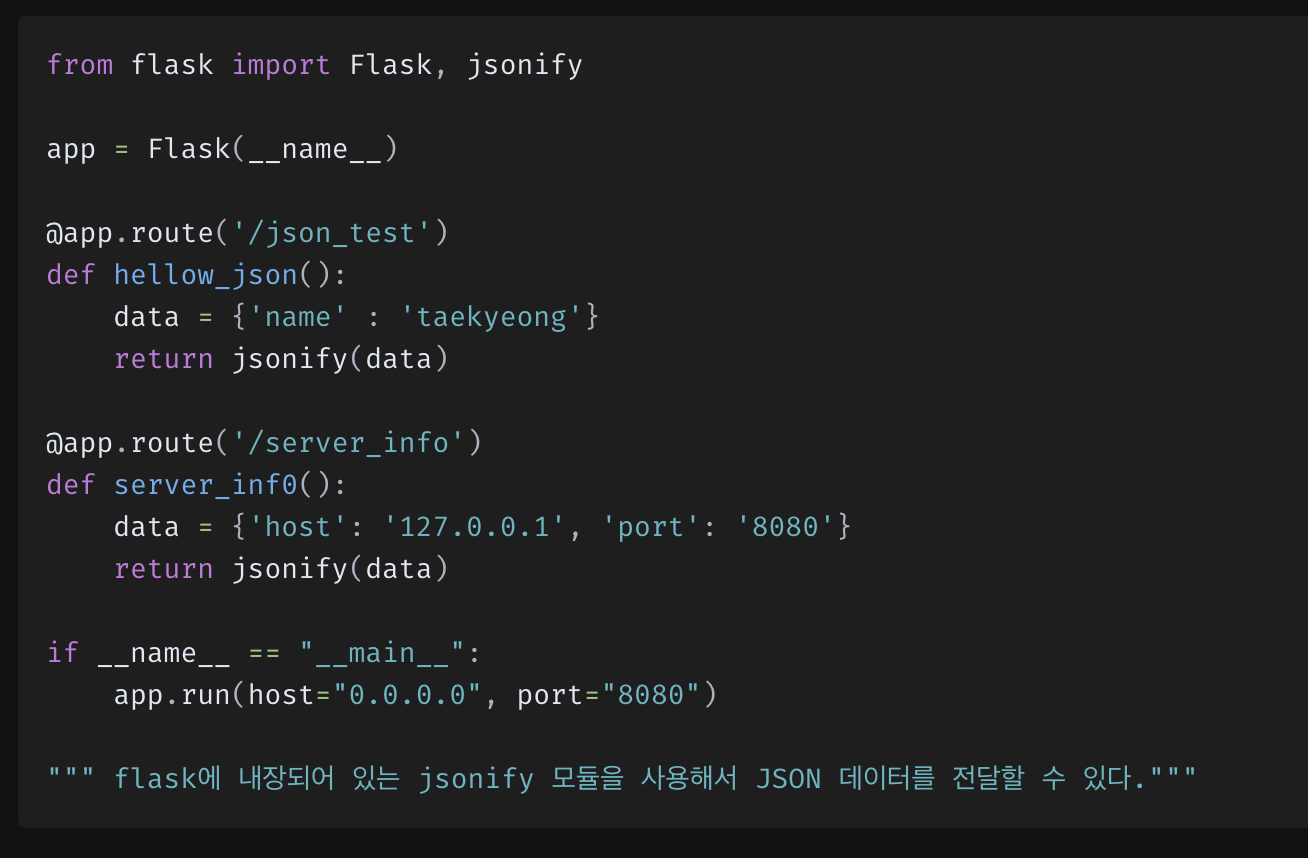 from flask import Flask, jsonify
app = Flask(__name__)
@app.route('/json_test')
def hellow_json():
    data = {'name' : 'taekyeong'}
    return jsonify(data)
@app.route('/server_info')
def server_inf0():
    data = {'host': '127.0.0.1', 'port': '8080'}
    return jsonify(data)
if __name__ == "__main__":
    app.run(host="0.0.0.0", port="8080")
""" flask에 내장되어 있는 jsonify 모듈을 사용해서 JSON 데이터를 전달할 수 있다."""